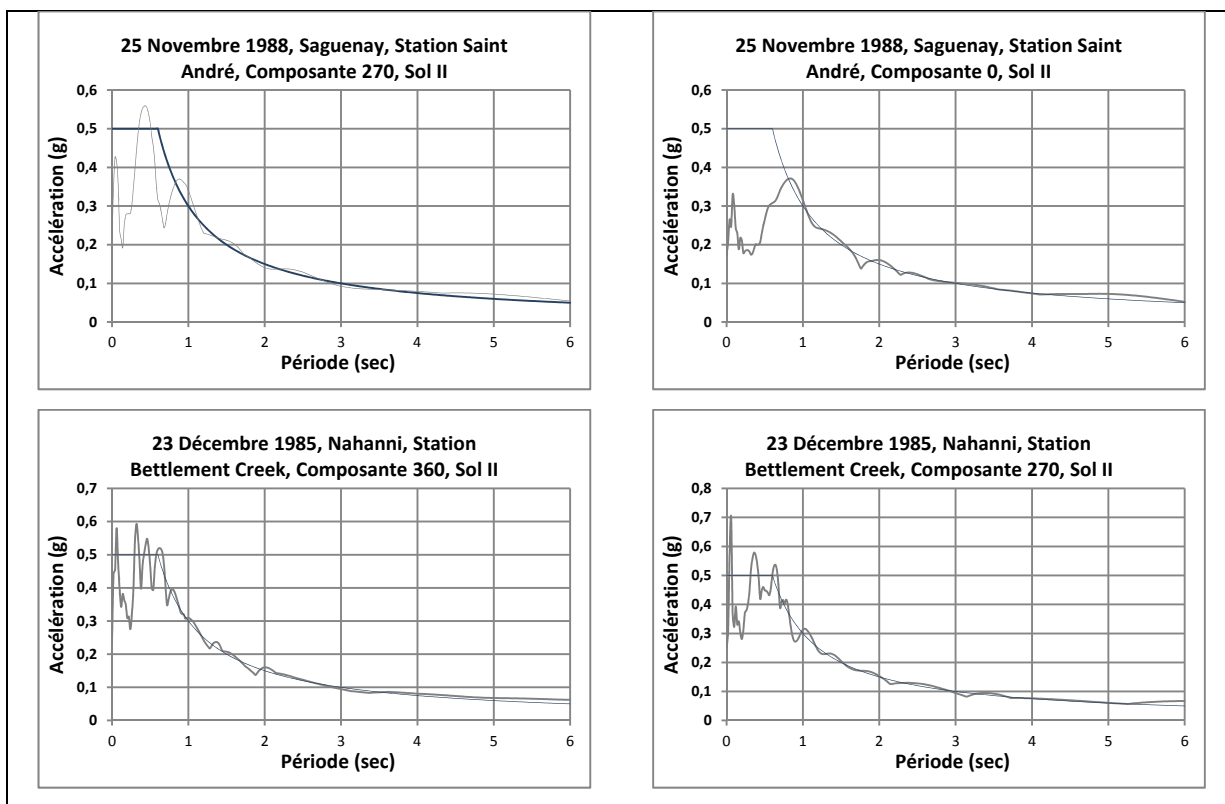 25 Novembre 1988, Saguenay, Station Saint
André, Composante 270, Sol II
0,6
0,5
0,4
0,3
0,2
0,1
0
Accélération (g)
0 1 2 3 4 5 6
Période (sec)
25 Novembre 1988, Saguenay, Station Saint
André, Composante 0, Sol II
0,6
0,5
0,4
0,3
0,2
0,1
0
Accélération (g)
0 1 2 3 4 5 6
Période (sec)
23 Décembre 1985, Nahanni, Station
Bettlement Creek, Composante 360, Sol II
0,7
0,6
0,5
0,4
0,3
0,2
0,1
0
Accélération (g)
0 1 2 3 4 5 6
Période (sec)
23 Décembre 1985, Nahanni, Station
Bettlement Creek, Composante 270, Sol II
0,8
0,7
0,6
0,5
0,4
0,3
0,2
0,1
0
Accélération (g)
0 1 2 3 4 5 6
Période (sec)